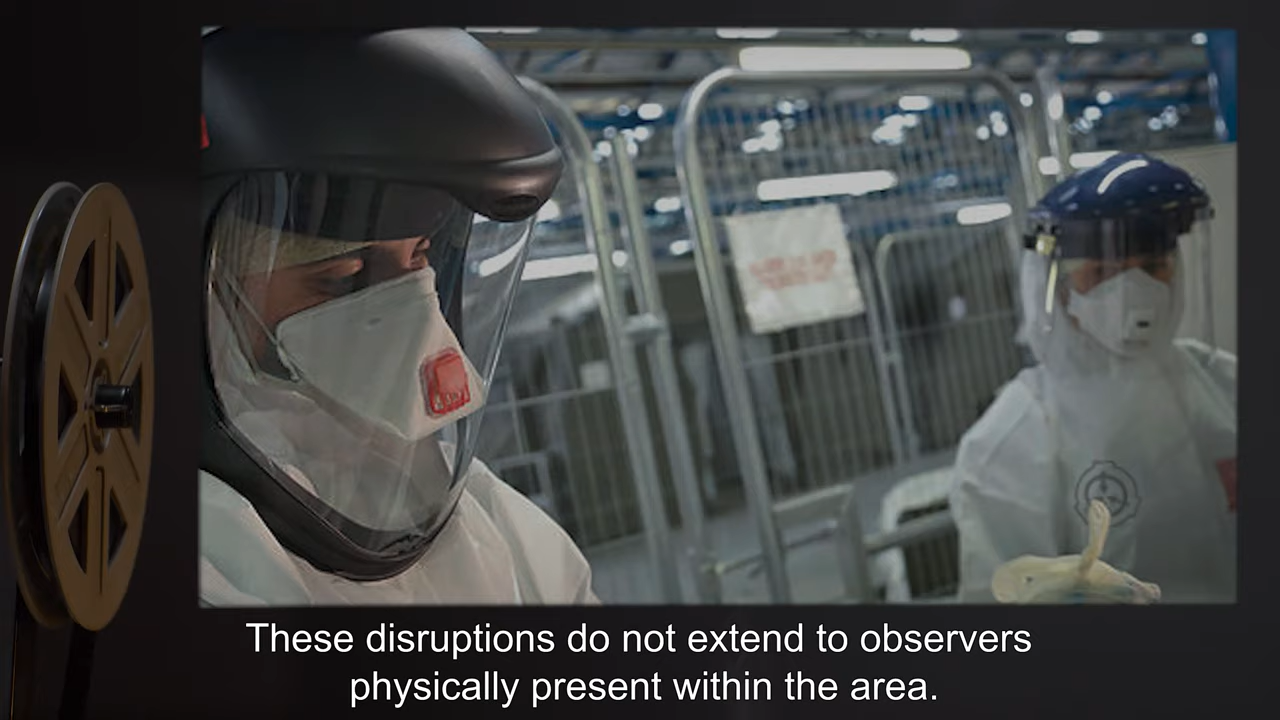 These disruptions do not extend to observers
physically present within the area.